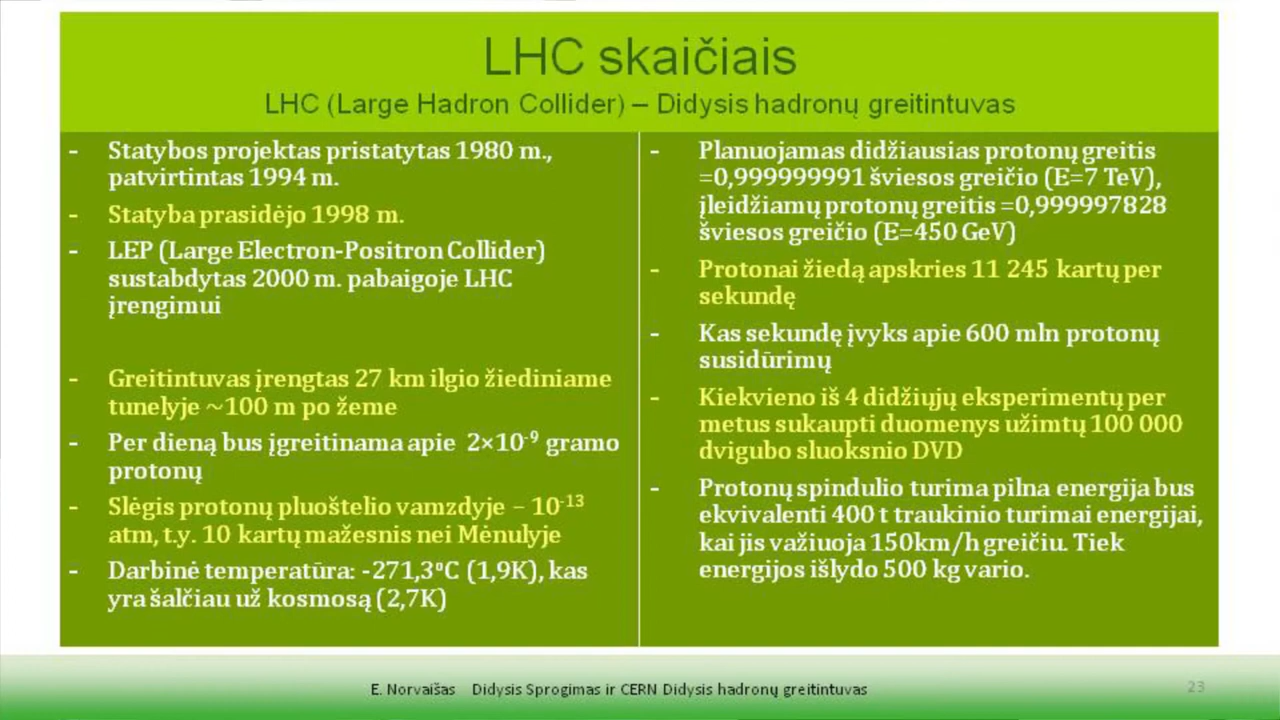 LHC skaičiais
LHC (Large Hadron Collider) – Didysis hadronų greitintuvas
- Statybos projektas pristatytas 1980 m.,
patvirtintas 1994 m.
- Statyba prasidėjo 1998 m.
- LEP (Large Electron-Positron Collider)
sustabdytas 2000 m. pabaigoje LHC
įrengimui
- Greitintuvas įrengtas 27 km ilgio žiediniame
tunelyje ~100 m po žeme
- Per dieną bus įgreitinama apie 2×10⁻⁹ gramo
protonų
- Slėgis protonų pluoštelio vamzdyje – 10⁻¹³
atm, t.y. 10 kartų mažesnis nei Mėnulyje
- Darbinė temperatūra: -271,3°C (1,9K), kas
yra šalčiau už kosmosą (2,7K)
- Planuojamas didžiausias protonų greitis
=0,999999991 šviesos greičio (E=7 TeV),
įleidžiamų protonų greitis =0,999997828
šviesos greičio (E=450 GeV)
- Protonai žiedą apskries 11 245 kartų per
sekundę
- Kas sekundę įvyks apie 600 mln protonų
susidūrimų
- Kiekvieno iš 4 didžiųjų eksperimentų per
metus sukaupti duomenys užimtų 100 000
dvigubo sluoksnio DVD
- Protonų spindulio turima pilna energija bus
ekvivalenti 400 t traukinio turimai energijai,
kai jis važiuoja 150km/h greičiu. Tiek
energijos išlydo 500 kg vario.
E. Norvaišas Didysis Sprogimas ir CERN Didysis hadronų greitintuvas
23